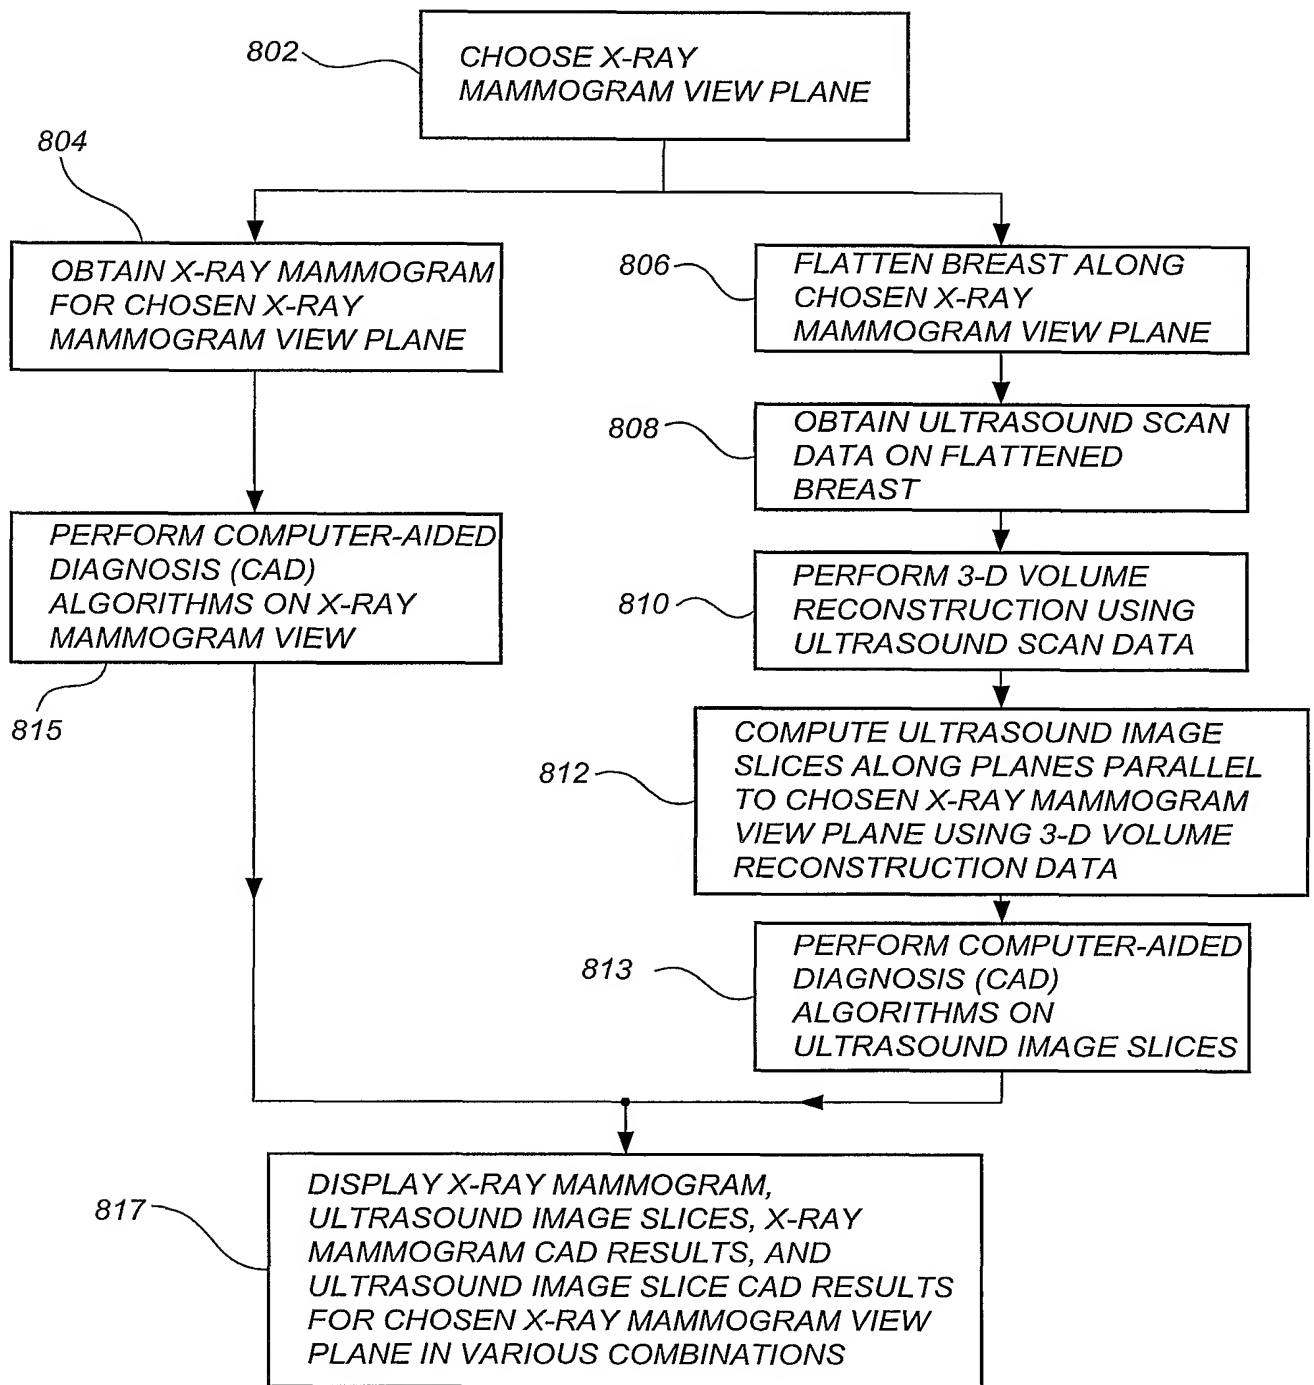 802
CHOOSE X-RAY
MAMMOGRAM VIEW PLANE
804
OBTAIN X-RAY MAMMOGRAM
FOR CHOSEN X-RAY
MAMMOGRAM VIEW PLANE
806
FLATTEN BREAST ALONG
CHOSEN X-RAY
MAMMOGRAM VIEW PLANE
808
OBTAIN ULTRASOUND SCAN
DATA ON FLATTENED
BREAST
PERFORM COMPUTER-AIDED
DIAGNOSIS (CAD)
ALGORITHMS ON X-RAY
MAMMOGRAM VIEW
815
810
PERFORM 3-D VOLUME
RECONSTRUCTION USING
ULTRASOUND SCAN DATA
812
COMPUTE ULTRASOUND IMAGE
SLICES ALONG PLANES PARALLEL
TO CHOSEN X-RAY MAMMOGRAM
VIEW PLANE USING 3-D VOLUME
RECONSTRUCTION DATA
813
PERFORM COMPUTER-AIDED
DIAGNOSIS (CAD)
ALGORITHMS ON
ULTRASOUND IMAGE SLICES
817
DISPLAY X-RAY MAMMOGRAM,
ULTRASOUND IMAGE SLICES, X-RAY
MAMMOGRAM CAD RESULTS, AND
ULTRASOUND IMAGE SLICE CAD RESULTS
FOR CHOSEN X-RAY MAMMOGRAM VIEW
PLANE IN VARIOUS COMBINATIONS